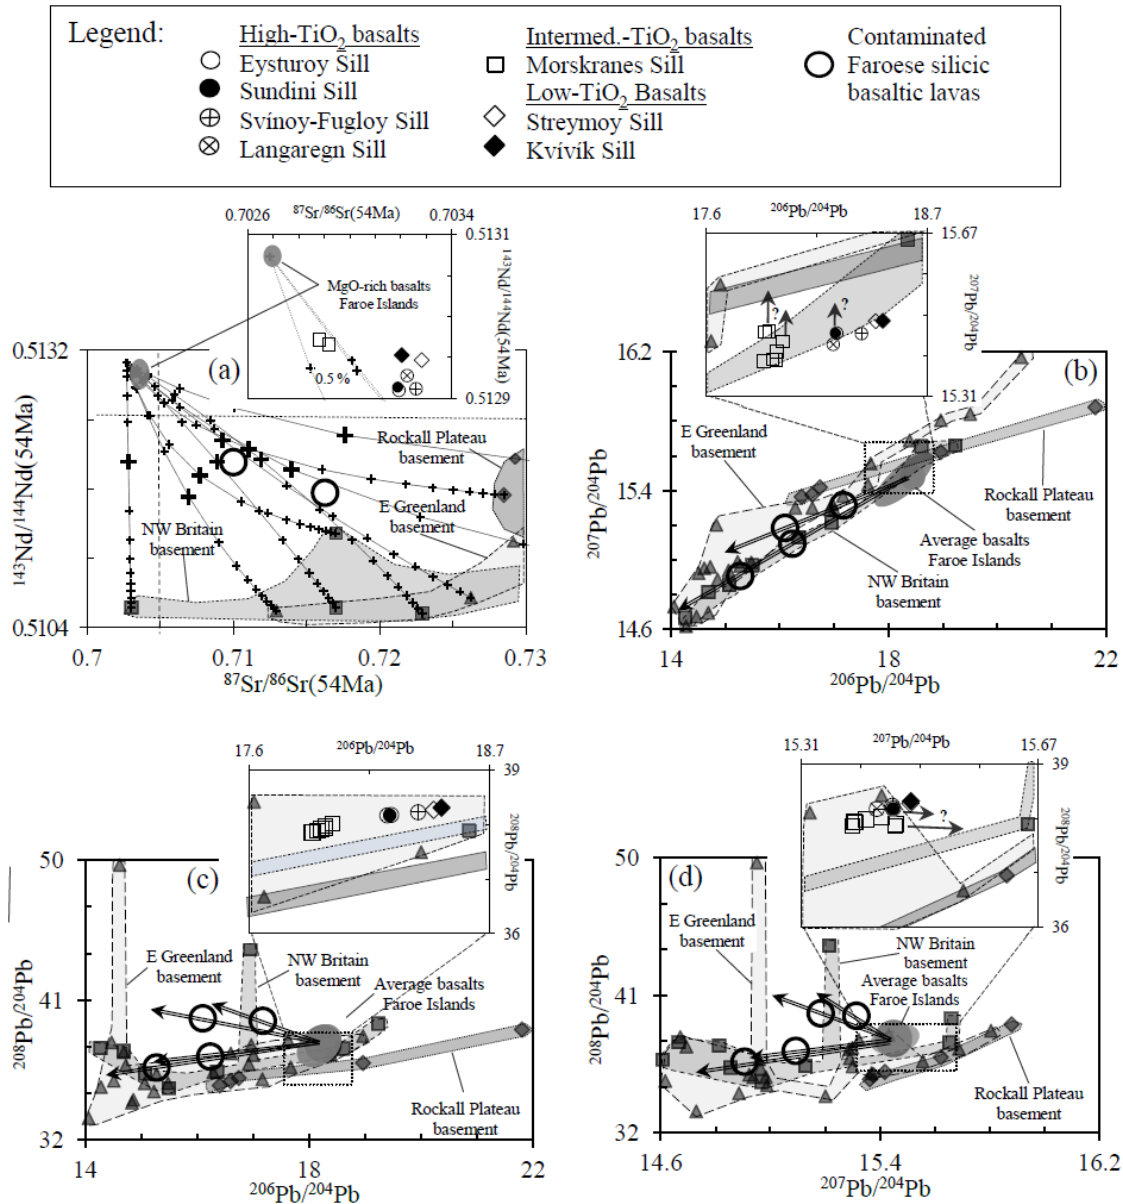 Legend:
High-TiO2 basalts
Eysturoy Sill
Sundini Sill
Svínoy-Fugloy Sill
Langaregn Sill
Intermed.-TiO2 basalts
Morskranes Sill
Low-TiO2 Basalts
Streymoy Sill
Kvívík Sill
Contaminated
Faroese silicic
basaltic lavas
87Sr/86Sr(54Ma)
0.7026
0.7034
0.5131
143Nd/144Nd(54Ma)
MgO-rich basalts
Faroe Islands
0.5 %
0.5129
0.5132
(a)
Rockall Plateau
basement
E Greenland
basement
NW Britain
basement
143Nd/144Nd(54Ma)
0.5104
0.7
0.71
0.72
0.73
87Sr/86Sr(54Ma)
17.6
206Pb/204Pb
18.7
15.67
207Pb/204Pb
?
?
15.31
16.2
(b)
E Greenland
basement
15.4
Rockall Plateau
basement
Average basalts
Faroe Islands
NW Britain
basement
207Pb/204Pb
14.6
14
18
22
206Pb/204Pb
17.6
206Pb/204Pb
18.7
39
208Pb/204Pb
36
50
(c)
E Greenland
basement
NW Britain
basement
Average basalts
Faroe Islands
41
208Pb/204Pb
Rockall Plateau
basement
32
14
18
22
206Pb/204Pb
15.31
207Pb/204Pb
15.67
39
?
208Pb/204Pb
36
50
(d)
E Greenland
basement
NW Britain
basement
Average basalts
Faroe Islands
41
208Pb/204Pb
Rockall Plateau
basement
32
14.6
15.4
16.2
207Pb/204Pb